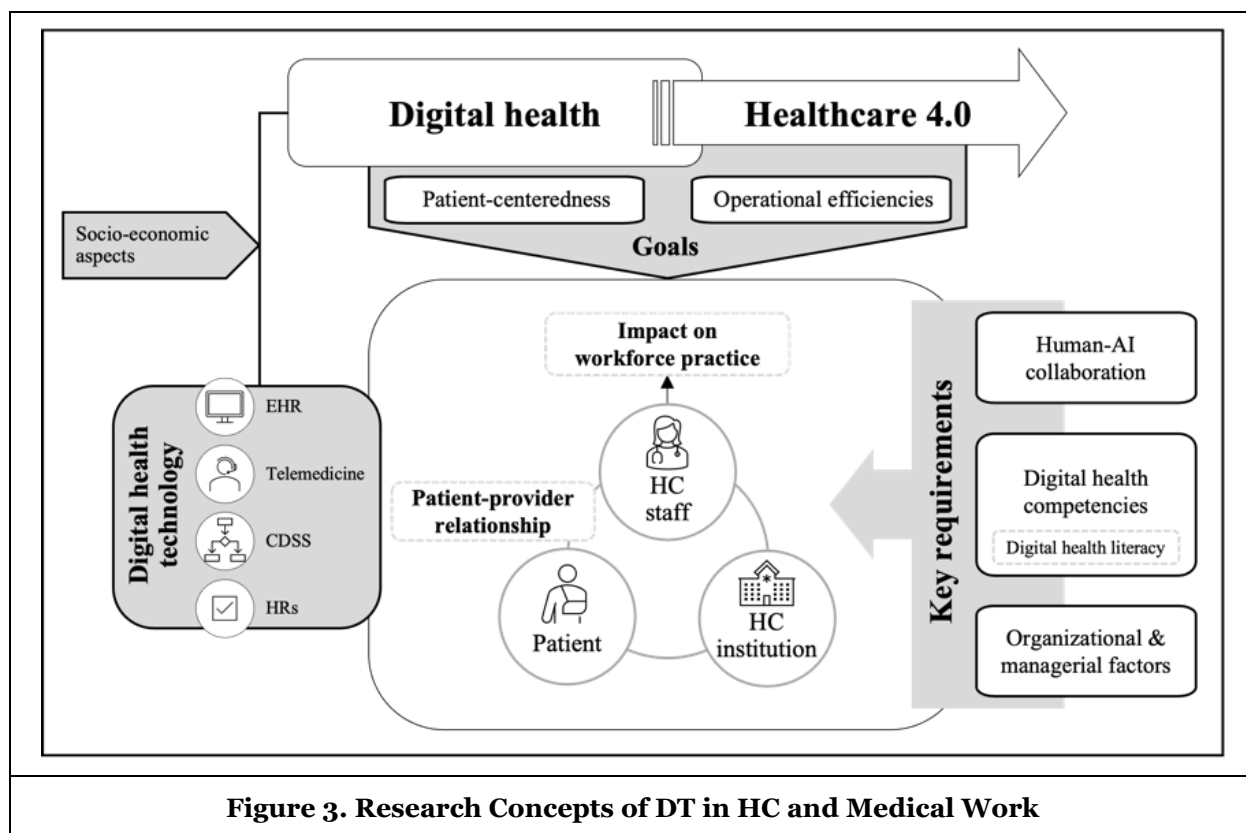 Digital health
Healthcare 4.0
Patient-centeredness
Operational efficiencies
Goals
Socio-economic
aspects
Digital health
technology
EHR
Telemedicine
CDSS
HRs
Impact on
workforce practice
HC
staff
Patient-provider
relationship
Patient
HC
institution
Key requirements
Human-AI
collaboration
Digital health
competencies
Digital health literacy
Organizational &
managerial factors
Figure 3. Research Concepts of DT in HC and Medical Work